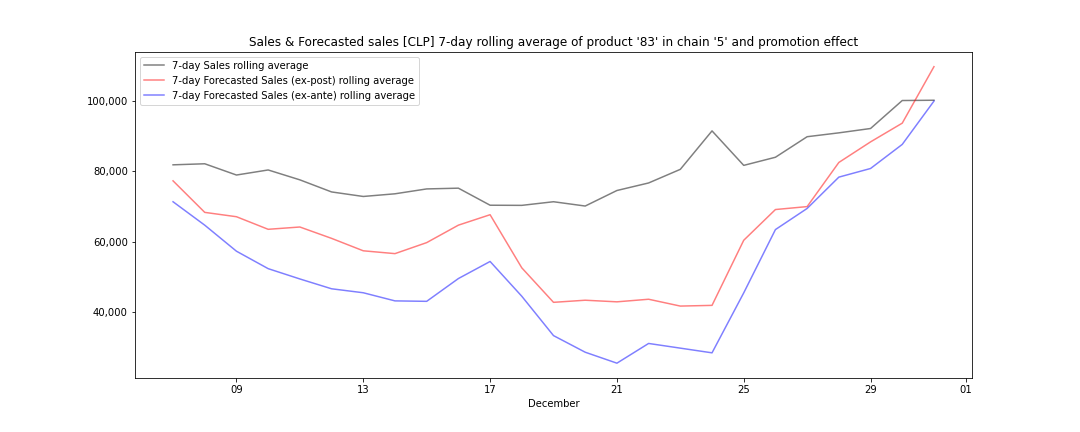 Sales & Forecasted sales [CLP] 7-day rolling average of product '83' in chain '5' and promotion effect
7-day Sales rolling average
7-day Forecasted Sales (ex-post) rolling average
7-day Forecasted Sales (ex-ante) rolling average
100,000
80,000
60,000
40,000
09 13 17 21 25 29 01
December